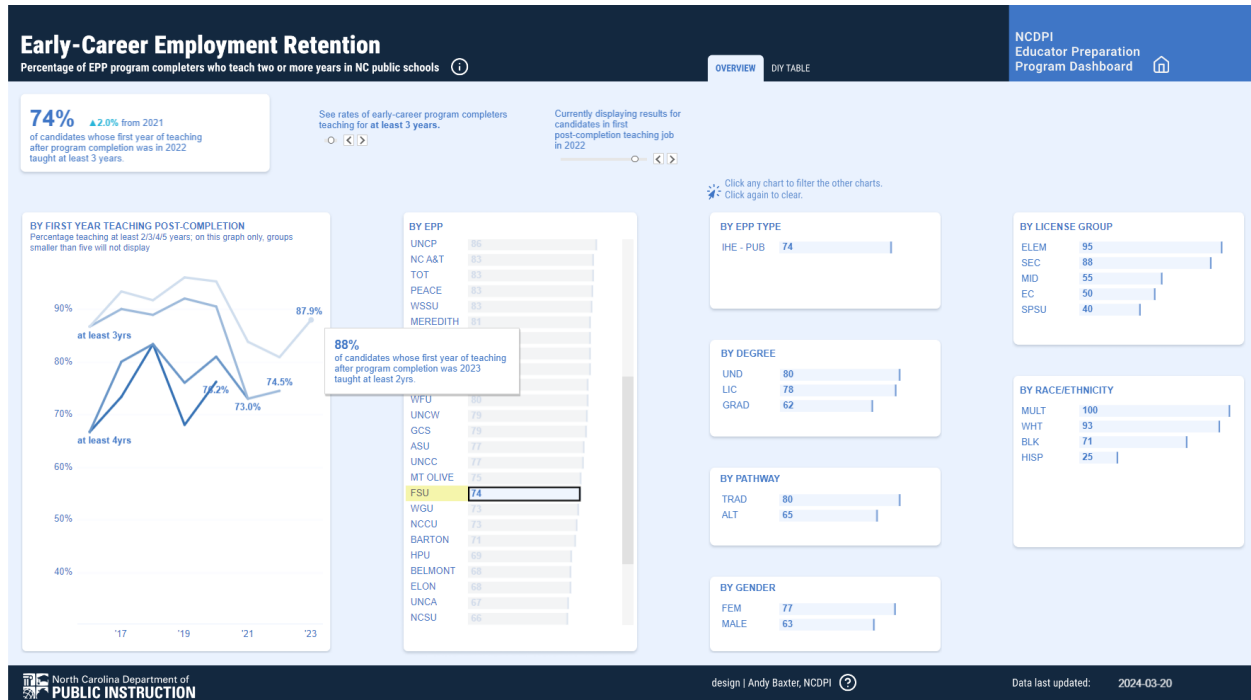 Early-Career Employment Retention
Percentage of EPP program completers who teach two or more years in NC public schools
OVERVIEW
DIY TABLE
NCDPI
Educator Preparation
Program Dashboard
74% ▲2.0% from 2021
of candidates whose first year of teaching
after program completion was in 2022
taught at least 3 years.
See rates of early-career program completers
teaching for at least 3 years.
Currently displaying results for
candidates in first
post-completion teaching job
in 2022
Click any chart to filter the other charts.
Click again to clear.
BY FIRST YEAR TEACHING POST-COMPLETION
Percentage teaching at least 2/3/4/5 years; on this graph only, groups
smaller than five will not display
90%
80%
70%
60%
50%
40%
at least 3yrs
at least 4yrs
87.9%
76.2%
74.5%
73.0%
'17 '19 '21 '23
88%
of candidates whose first year of teaching
after program completion was 2023
taught at least 2yrs.
BY EPP
UNCP 86
NC A&T 83
TOT 83
PEACE 83
WSSU 83
MEREDITH 81
WFU 80
UNCW 79
GCS 79
ASU 77
UNCC 77
MT OLIVE 75
FSU 74
WGU 73
NCCU 73
BARTON 71
HPU 69
BELMONT 68
ELON 68
UNCA 67
NCSU 66
BY EPP TYPE
IHE - PUB 74
BY DEGREE
UND 80
LIC 78
GRAD 62
BY PATHWAY
TRAD 80
ALT 65
BY GENDER
FEM 77
MALE 63
BY LICENSE GROUP
ELEM 95
SEC 88
MID 55
EC 50
SPSU 40
BY RACE/ETHNICITY
MULT 100
WHT 93
BLK 71
HISP 25
North Carolina Department of
PUBLIC INSTRUCTION
design | Andy Baxter, NCDPI
Data last updated: 2024-03-20